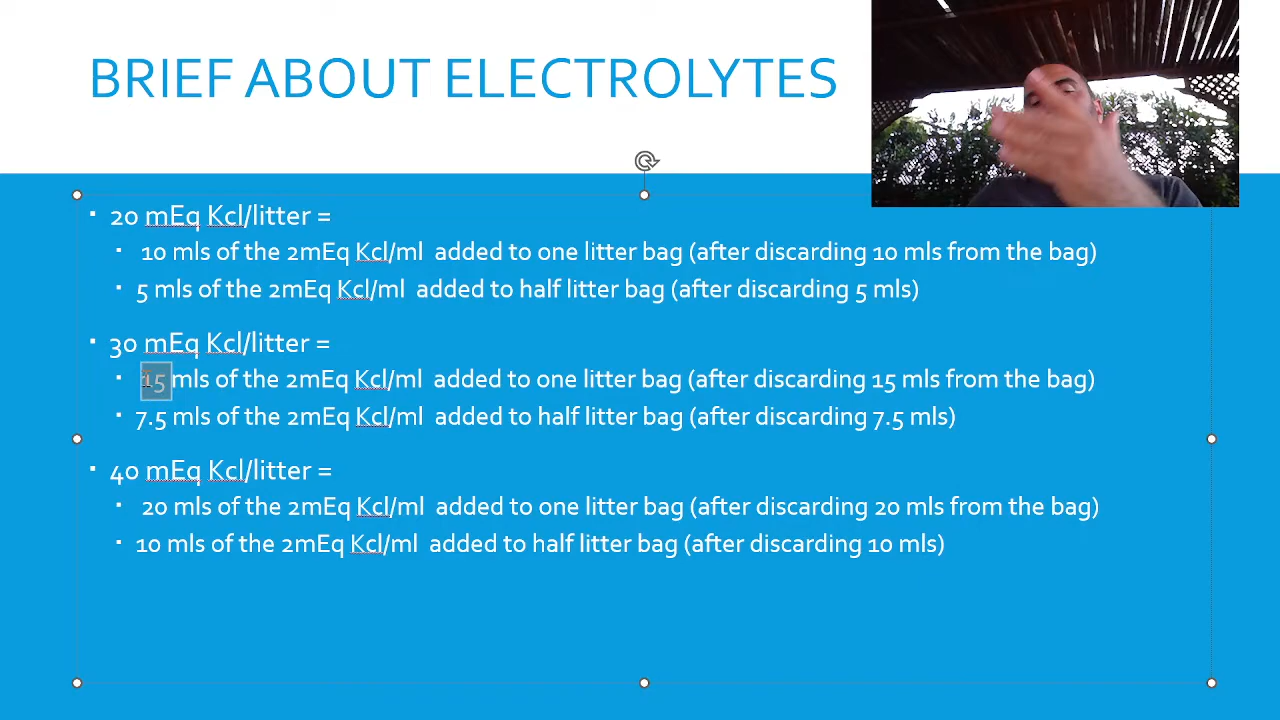 BRIEF ABOUT ELECTROLYTES
▪ 20 mEq Kcl/litter =
▪ 10 mls of the 2mEq Kcl/ml added to one litter bag (after discarding 10 mls from the bag)
▪ 5 mls of the 2mEq Kcl/ml added to half litter bag (after discarding 5 mls)
▪ 30 mEq Kcl/litter =
▪ 15 mls of the 2mEq Kcl/ml added to one litter bag (after discarding 15 mls from the bag)
▪ 7.5 mls of the 2mEq Kcl/ml added to half litter bag (after discarding 7.5 mls)
▪ 40 mEq Kcl/litter =
▪ 20 mls of the 2mEq Kcl/ml added to one litter bag (after discarding 20 mls from the bag)
▪ 10 mls of the 2mEq Kcl/ml added to half litter bag (after discarding 10 mls)